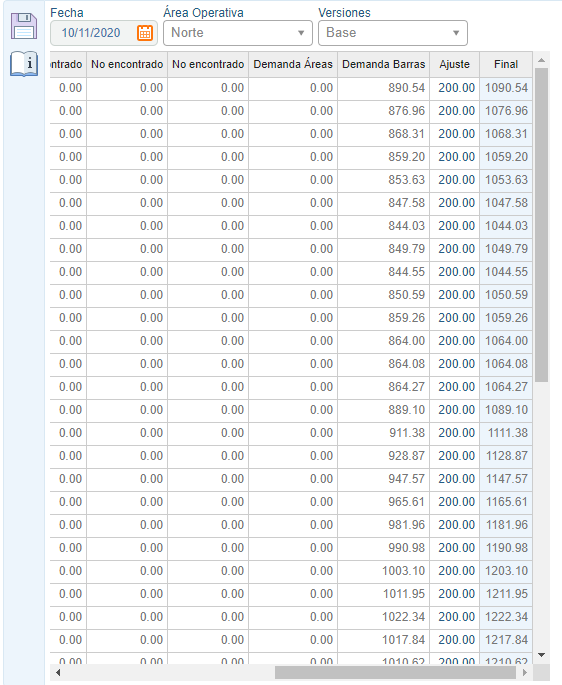 Fecha Área Operativa Versiones
10/11/2020 Norte Base
ontrado No encontrado No encontrado Demanda Áreas Demanda Barras Ajuste Final
0.00 0.00 0.00 0.00 890.54 200.00 1090.54
0.00 0.00 0.00 0.00 876.96 200.00 1076.96
0.00 0.00 0.00 0.00 868.31 200.00 1068.31
0.00 0.00 0.00 0.00 859.20 200.00 1059.20
0.00 0.00 0.00 0.00 853.63 200.00 1053.63
0.00 0.00 0.00 0.00 847.58 200.00 1047.58
0.00 0.00 0.00 0.00 844.03 200.00 1044.03
0.00 0.00 0.00 0.00 849.79 200.00 1049.79
0.00 0.00 0.00 0.00 844.55 200.00 1044.55
0.00 0.00 0.00 0.00 850.59 200.00 1050.59
0.00 0.00 0.00 0.00 859.26 200.00 1059.26
0.00 0.00 0.00 0.00 864.00 200.00 1064.00
0.00 0.00 0.00 0.00 864.08 200.00 1064.08
0.00 0.00 0.00 0.00 864.27 200.00 1064.27
0.00 0.00 0.00 0.00 889.10 200.00 1089.10
0.00 0.00 0.00 0.00 911.38 200.00 1111.38
0.00 0.00 0.00 0.00 928.87 200.00 1128.87
0.00 0.00 0.00 0.00 947.57 200.00 1147.57
0.00 0.00 0.00 0.00 965.61 200.00 1165.61
0.00 0.00 0.00 0.00 981.96 200.00 1181.96
0.00 0.00 0.00 0.00 990.98 200.00 1190.98
0.00 0.00 0.00 0.00 1003.10 200.00 1203.10
0.00 0.00 0.00 0.00 1011.95 200.00 1211.95
0.00 0.00 0.00 0.00 1022.34 200.00 1222.34
0.00 0.00 0.00 0.00 1017.84 200.00 1217.84
0.00 0.00 0.00 0.00 1010.62 200.00 1210.62